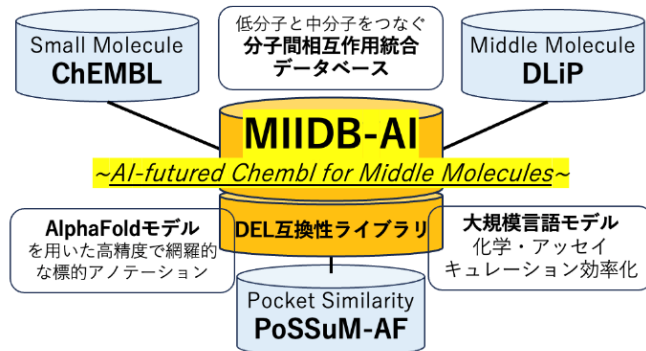 Small Molecule
ChEMBL
低分子と中分子をつなぐ
分子間相互作用統合
データベース
Middle Molecule
DLiP
MIIDB-AI
~AI-futured Chembl for Middle Molecules~
AlphaFoldモデル
を用いた高精度で網羅的
な標的アノテーション
DEL互換性ライブラリ
大規模言語モデル
化学・アッセイ
キュレーション効率化
Pocket Similarity
PoSSuM-AF